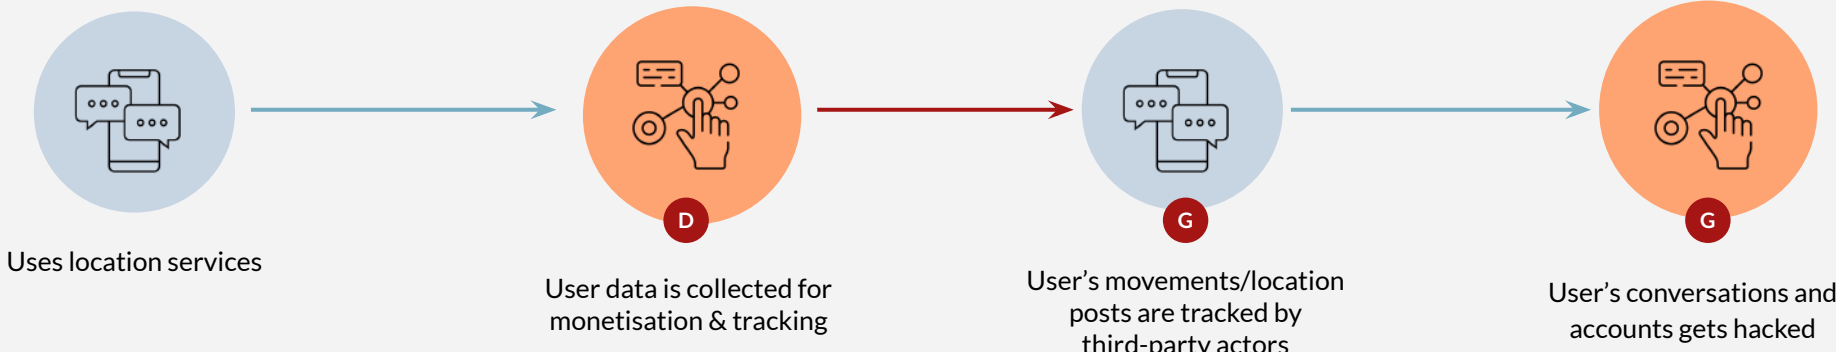 D
G
G
Uses location services
User data is collected for
monetisation & tracking
User’s movements/location
posts are tracked by
third-party actors
User’s conversations and
accounts gets hacked